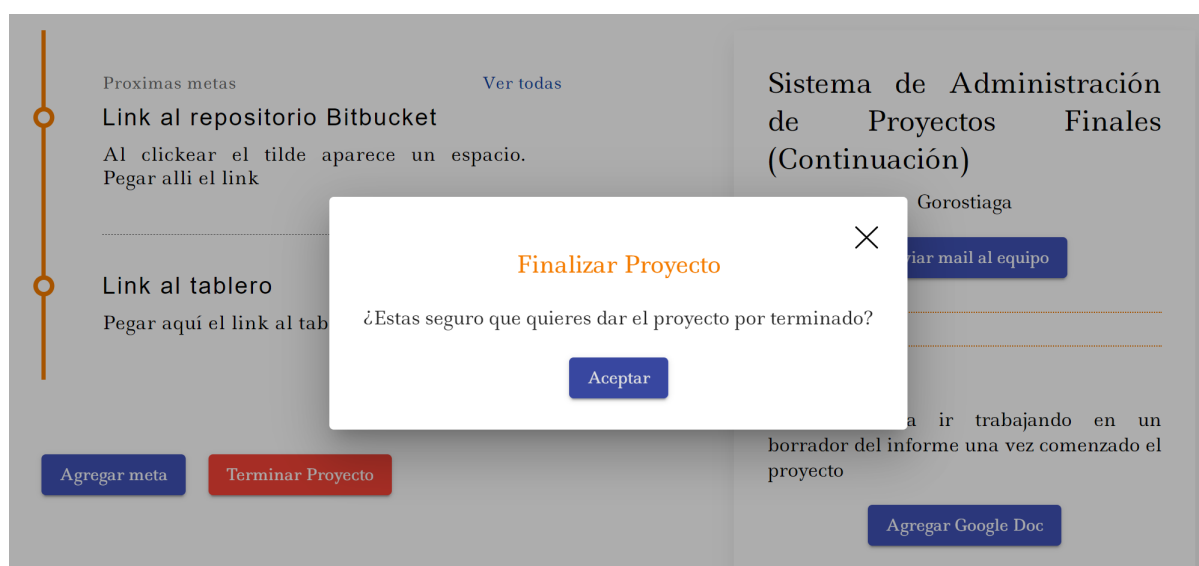 Proximas metas
Ver todas
Link al repositorio Bitbucket
Al clickear el tilde aparece un espacio.
Pegar alli el link
Link al tablero
Pegar aquí el link al
Agregar meta
Terminar Proyecto
Finalizar Proyecto
¿Estas seguro que quieres dar el proyecto por terminado?
Aceptar
Sistema de Administración
de Proyectos Finales
(Continuación)
Gorostiaga
mail al equipo
ir trabajando en un
borrador del informe una vez comenzado el
proyecto
Agregar Google Doc